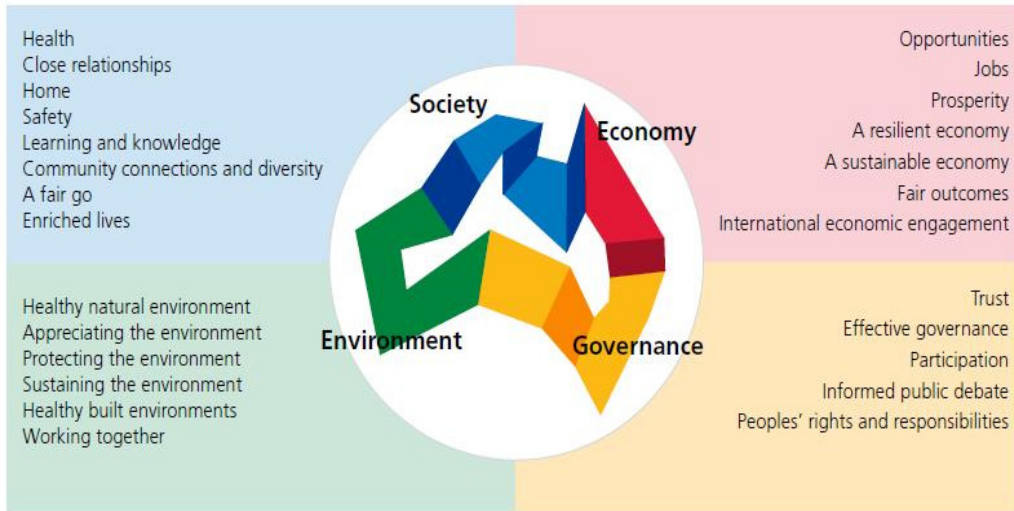 Health
Close relationships
Home
Safety
Learning and knowledge
Community connections and diversity
A fair go
Enriched lives
Society
Economy
Opportunities
Jobs
Prosperity
A resilient economy
A sustainable economy
Fair outcomes
International economic engagement
Healthy natural environment
Appreciating the environment
Protecting the environment
Sustaining the environment
Healthy built environments
Working together
Environment
Governance
Trust
Effective governance
Participation
Informed public debate
Peoples’ rights and responsibilities